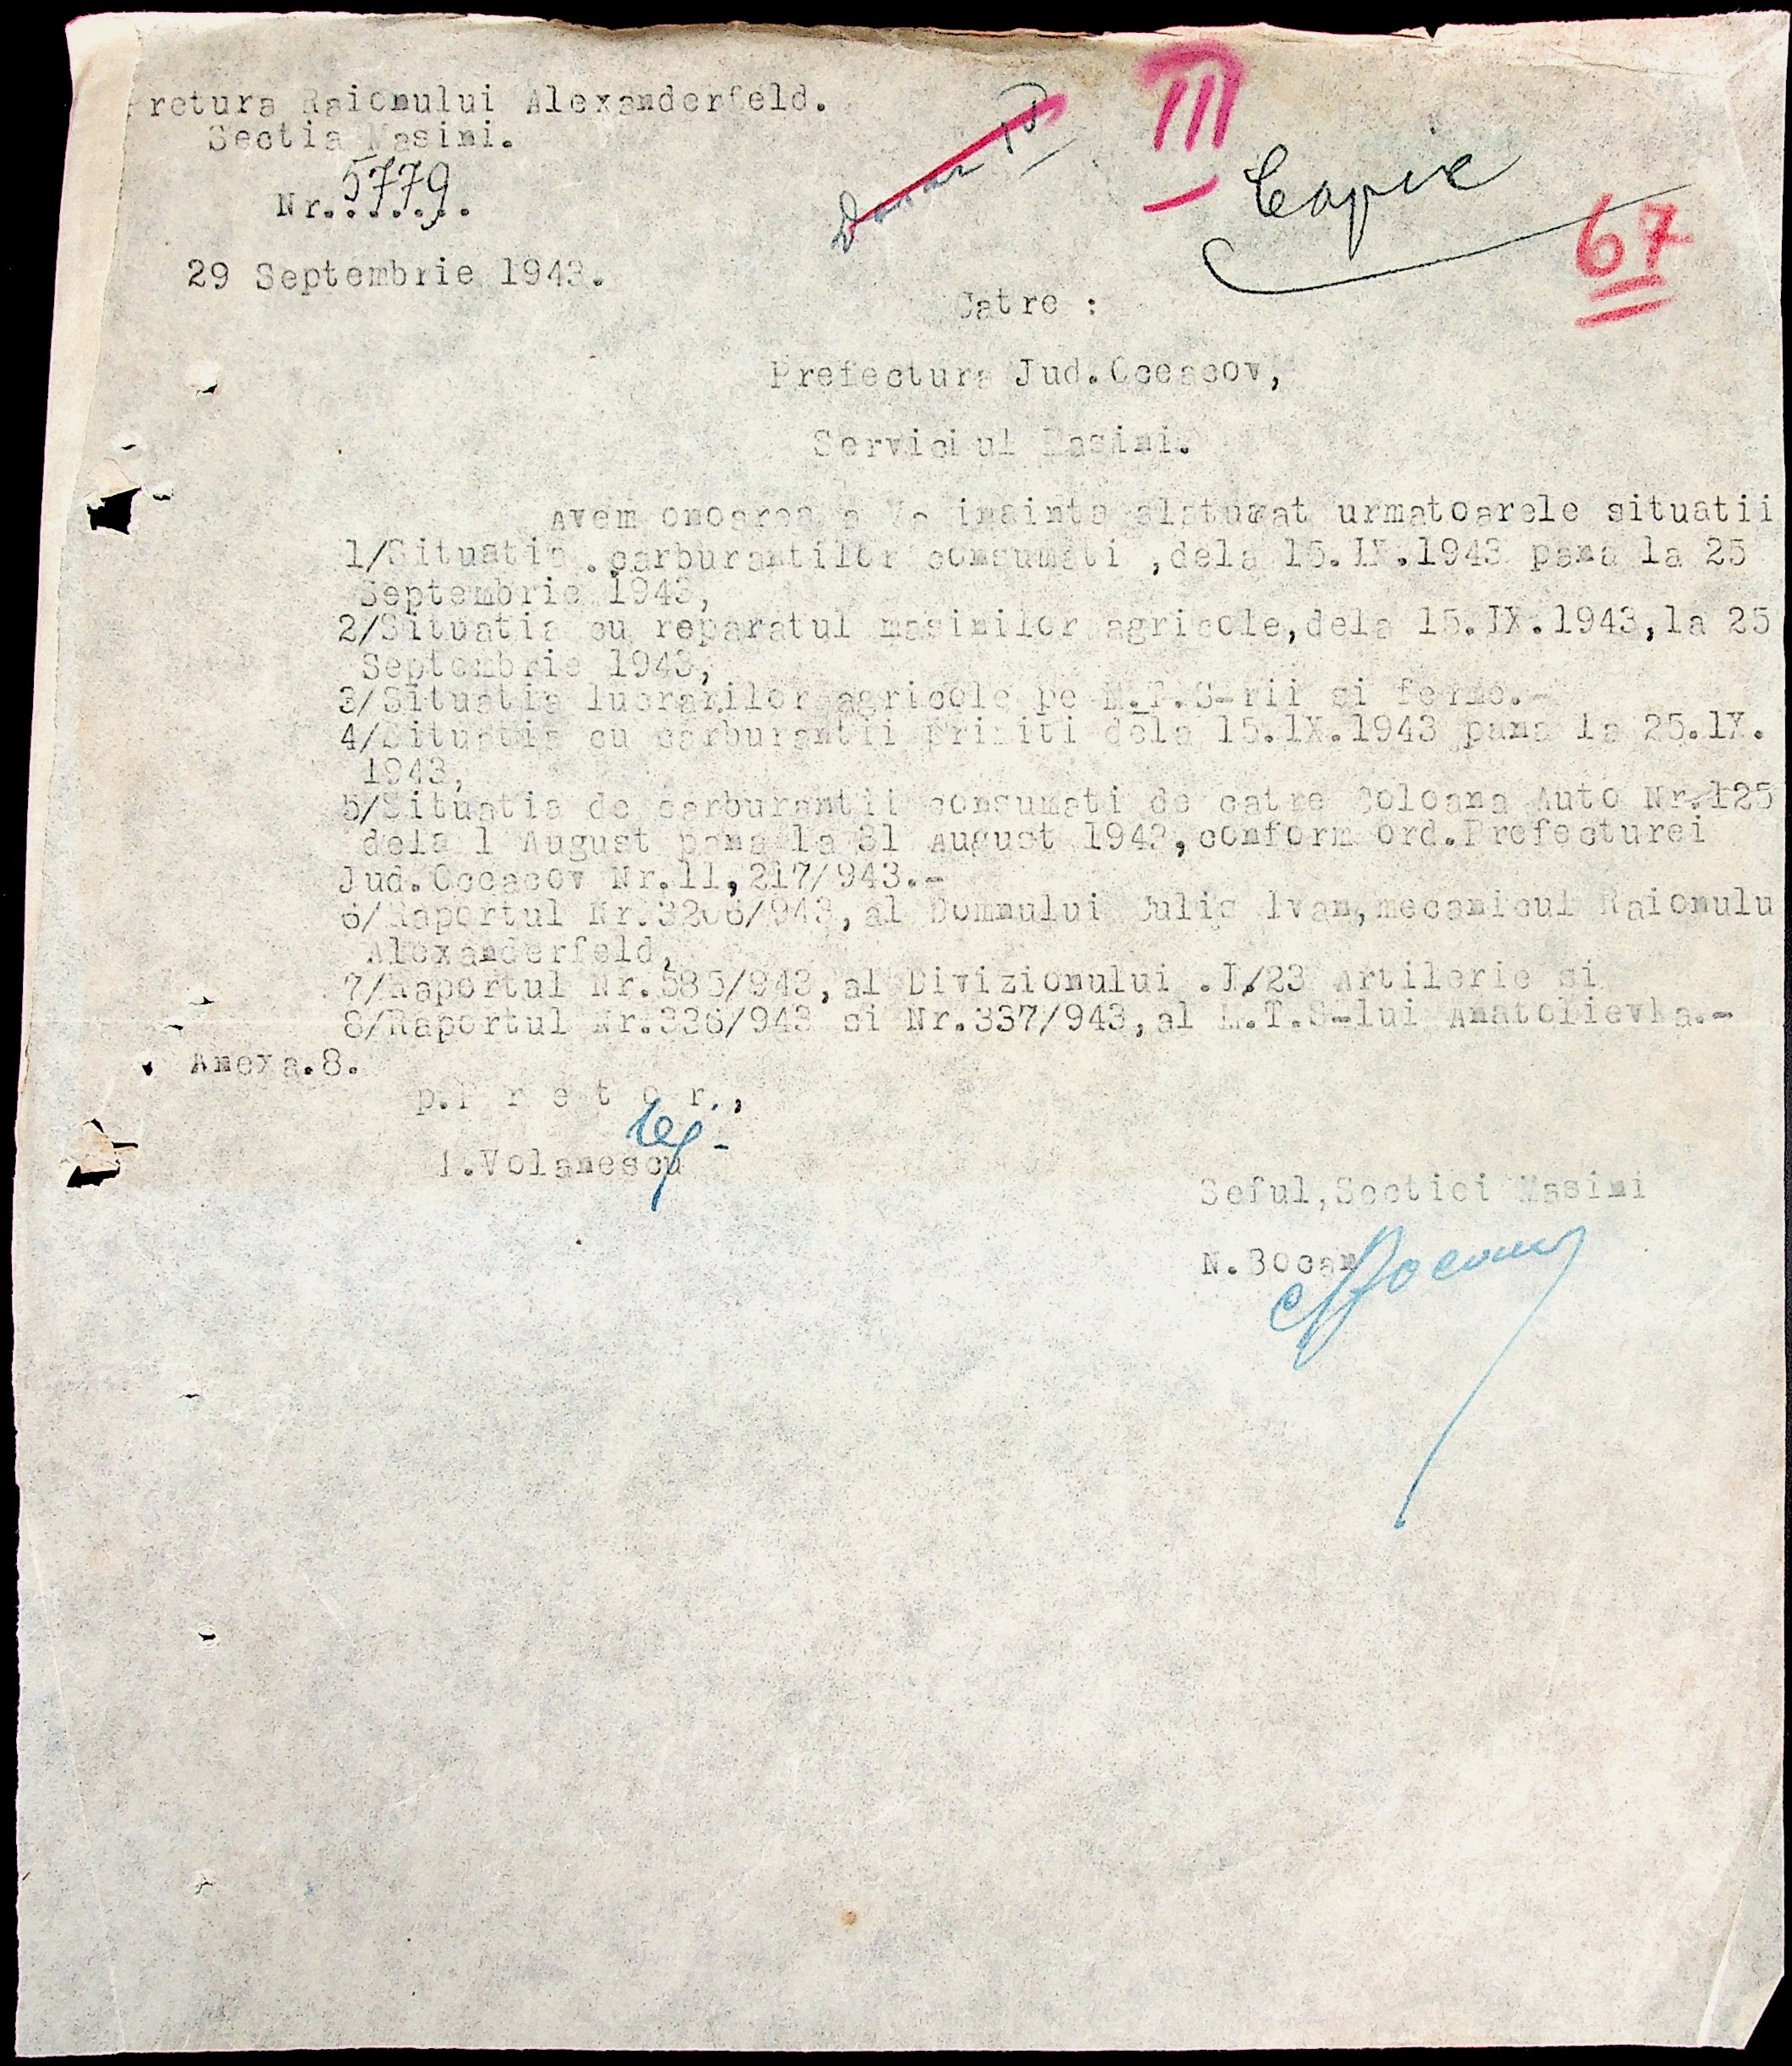 Pretura Raionului Alexanderfeld.
Sectia Masini.
Nr. 5779
29 Septembrie 1943.
Dosar
III
Copie
67
Catre :
Prefectura Jud.Oceacov,
Serviciul Masini.
Avem onoarea a Va inainta alaturat urmatoarele situatii
1/Situatia .carburantilor consumati ,dela 15.IX.1943 pana la 25
Septembrie 1943,
2/Situatia cu reparatul masinilor agricole,dela 15.IX.1943,la 25
Septembrie 1943,
3/Situatia lucrarilor agricole pe M.T.S-rii si ferme.-
4/Situatia cu carburantii primiti dela 15.IX.1943 pana la 25.IX.
1943,
5/Situatia de carburantii consumati de catre Coloana Auto Nr.125
dela 1 August pana la 31 August 1943,conform ord.Prefecturei
Jud.Oceacov Nr.11,217/943.-
6/Raportul Nr.3206/943,al Domnului Ivan,mecanicul Raionulu
Alexanderfeld,
7/Raportul Nr.585/943,al Divizionului .I/23 Artilerie si
8/Raportul Nr.336/943 si Nr.337/943,al M.T.S-lui Anatolievka.-
Anexa.8.
p.P r e t o r.,
I.Volanescu
Seful,Sectiei Masini
N.Bocan